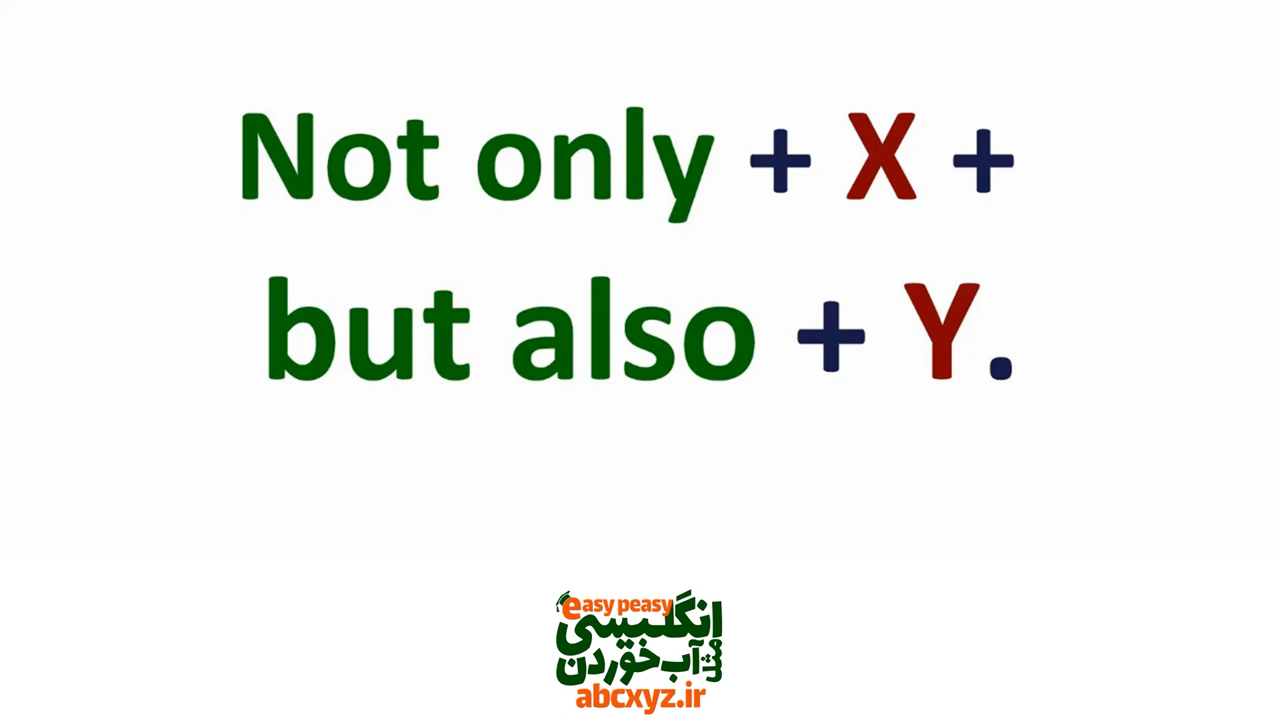 Not only + X +
but also + Y.
easy peasy
انگلیسی
مثل آب خوردن
abcxyz.ir